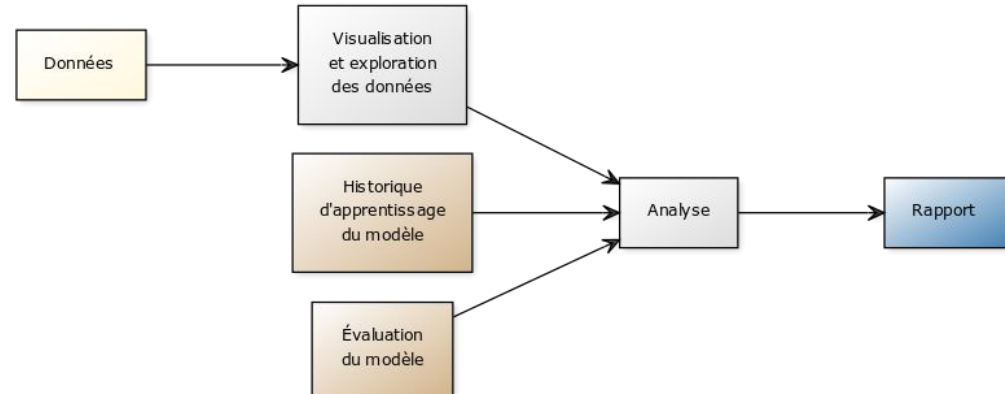 Données
Visualisation
et exploration
des données
Historique
d'apprentissage
du modèle
Évaluation
du modèle
Analyse
Rapport